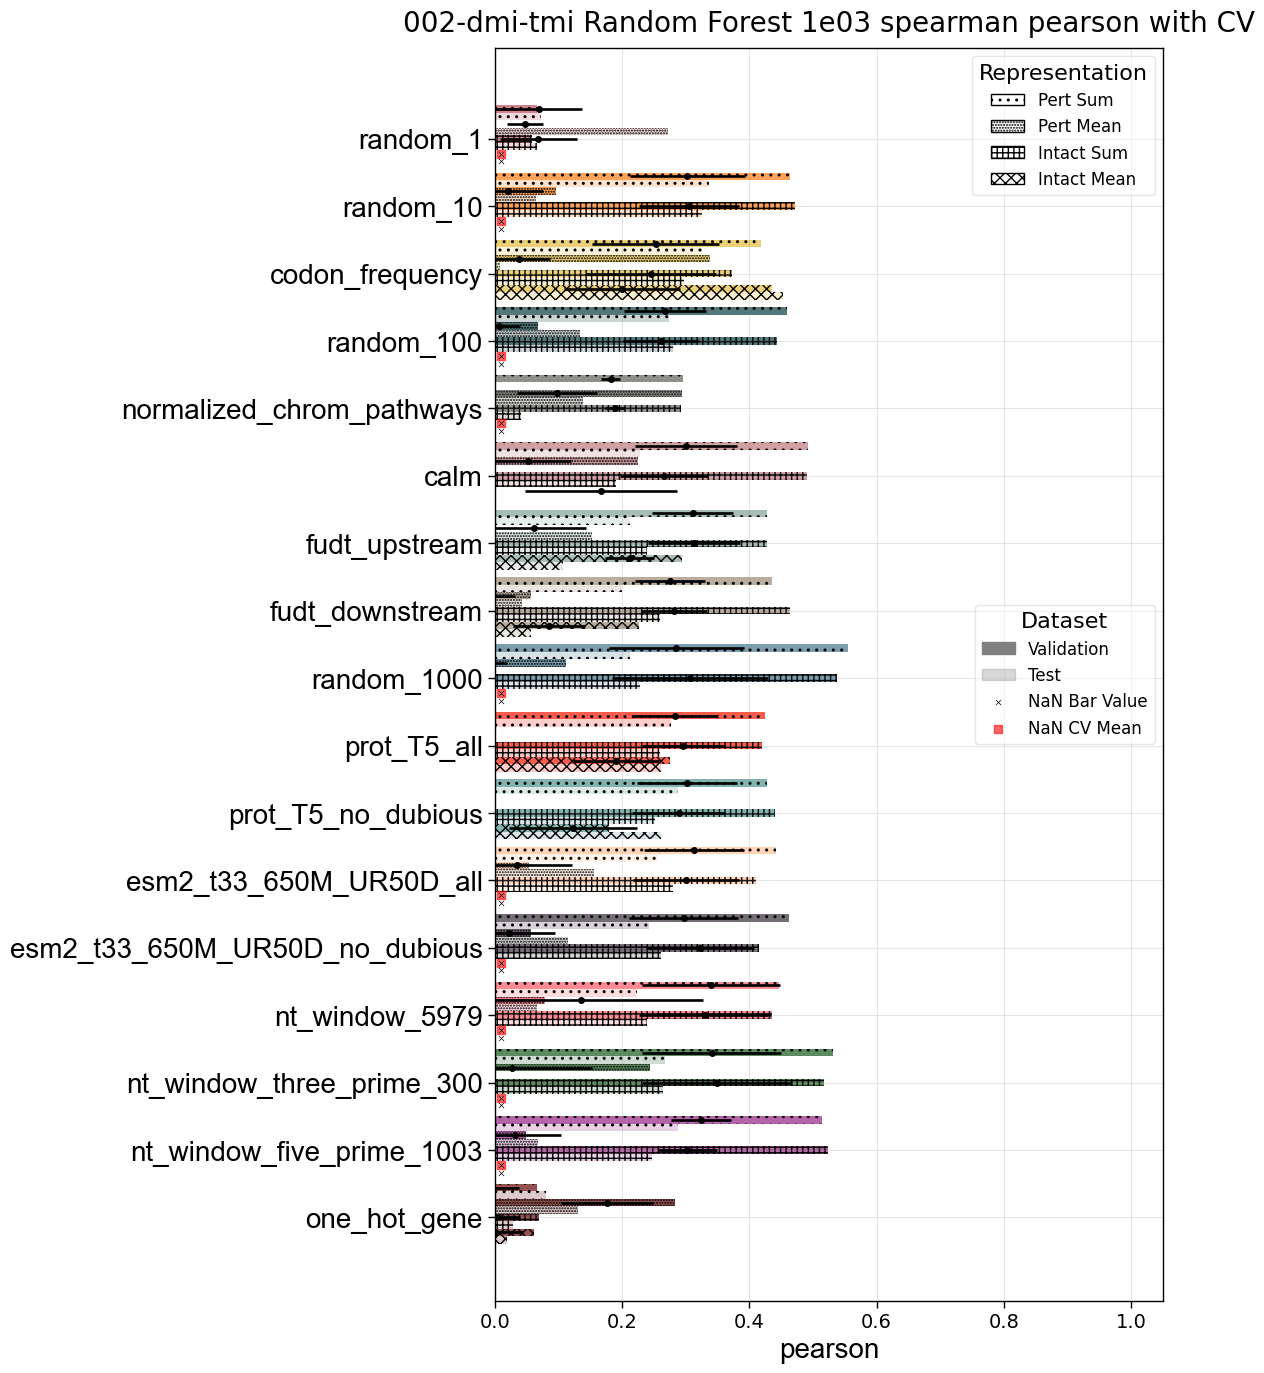 002-dmi-tmi Random Forest 1e03 spearman pearson with CV
Representation
Pert Sum
Pert Mean
Intact Sum
Intact Mean
random_1
random_10
codon_frequency
random_100
normalized_chrom_pathways
calm
fudt_upstream
fudt_downstream
random_1000
prot_T5_all
prot_T5_no_dubious
esm2_t33_650M_UR50D_all
esm2_t33_650M_UR50D_no_dubious
nt_window_5979
nt_window_three_prime_300
nt_window_five_prime_1003
one_hot_gene
Dataset
Validation
Test
NaN Bar Value
NaN CV Mean
0.0 0.2 0.4 0.6 0.8 1.0
pearson